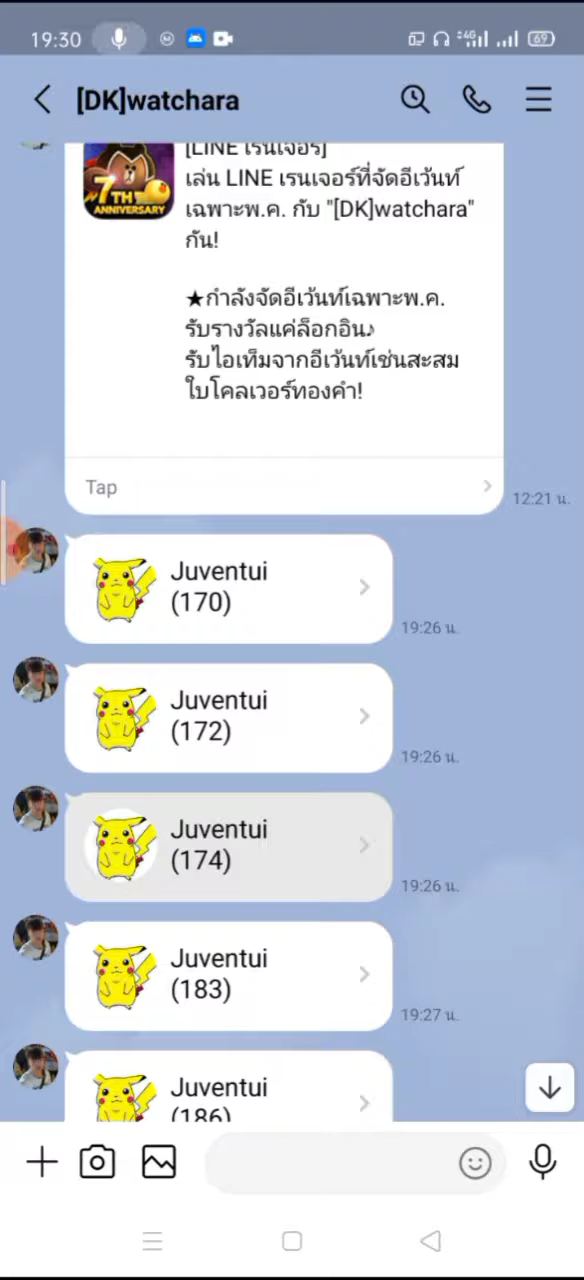 19:30
4G
69
[DK]watchara
[LINE เรนเจอร์]
เล่น LINE เรนเจอร์ที่จัดอีเว้นท์
เฉพาะพ.ค. กับ "[DK]watchara"
กัน!
7TH
ANNIVERSARY
★กำลังจัดอีเว้นท์เฉพาะพ.ค.
รับรางวัลแค่ล็อกอิน♪
รับไอเท็มจากอีเว้นท์เช่นสะสม
ใบโคลเวอร์ทองคำ!
Tap
12:21 น.
Juventui
(170)
19:26 น.
Juventui
(172)
19:26 น.
Juventui
(174)
19:26 น.
Juventui
(183)
19:27 น.
Juventui
(186)